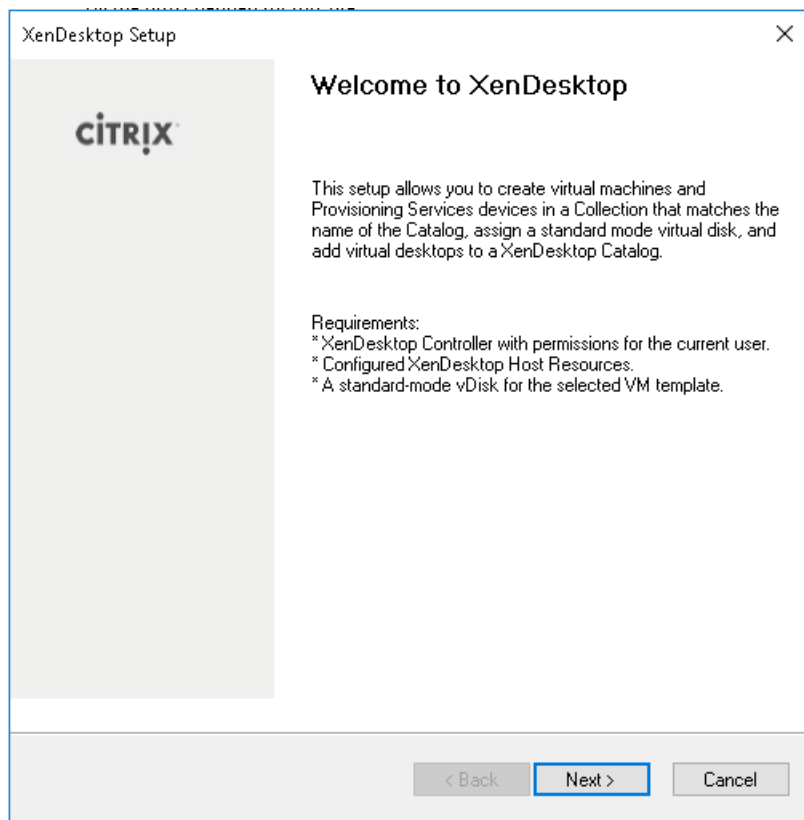 XenDesktop Setup
CİTRIX
Welcome to XenDesktop
This setup allows you to create virtual machines and
Provisioning Services devices in a Collection that matches the
name of the Catalog, assign a standard mode virtual disk, and
add virtual desktops to a XenDesktop Catalog.
Requirements:
* XenDesktop Controller with permissions for the current user.
* Configured XenDesktop Host Resources.
* A standard-mode vDisk for the selected VM template.
< Back
Next >
Cancel